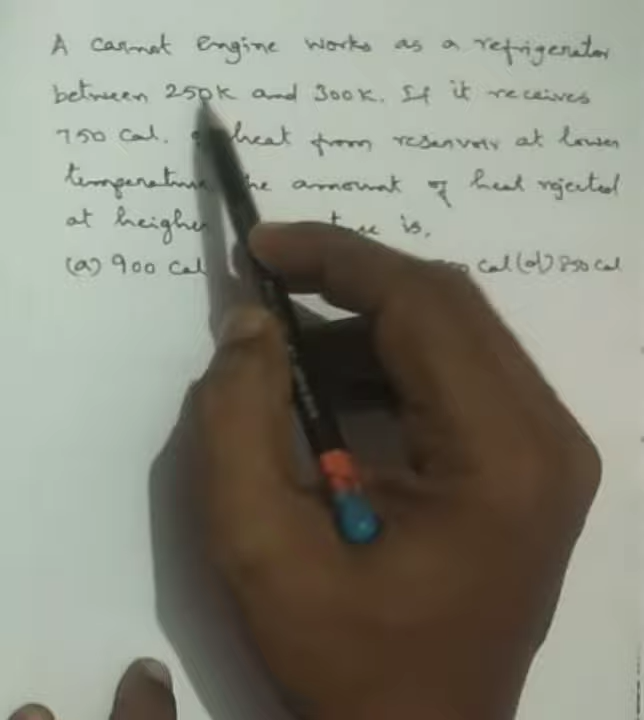 A carnot engine works as a refrigerator
between 250K and 300K. If it receives
750 Cal. heat from reservoir at lower
temperature the amount of heat rejected
at heighe is.
(a) 900 Cal Cal (d) 850 Cal